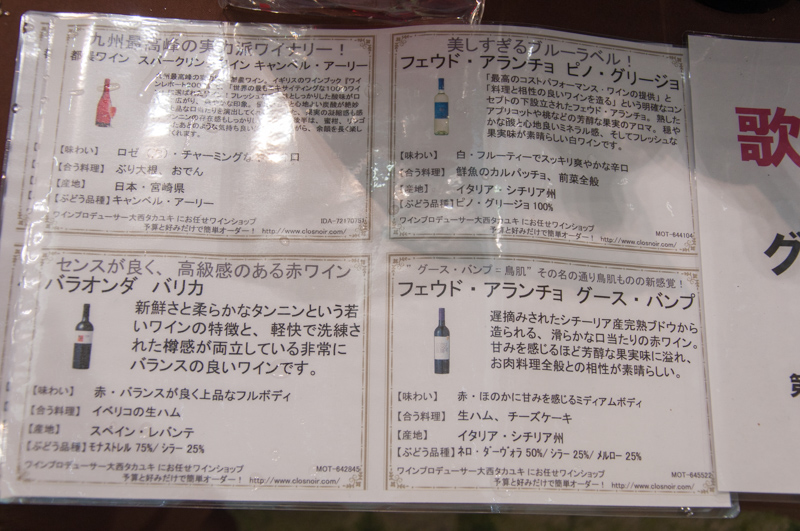 九州最高峰の実力派ワイナリー！
都農ワイン スパークリングワイン キャンベル・アーリー
【味わい】 ロゼ チャーミングな 口
【合う料理】 ぶり大根、おでん
【産地】 日本・宮崎県
【ぶどう品種】キャンベル・アーリー
ワインプロデューサー大西タカユキ にお任せワインショップ
予算と好みだけで簡単オーダー！ http://www.closnoir.com/
美しすぎるブルーラベル！
フェウド・アランチョ ピノ・グリージョ
「最高のコストパフォーマンス・ワインの提供」と
「料理と相性の良いワインを造る」という明確なコン
セプトの下設立されたフェウド・アランチョ。熟した
アプリコットや桃などの芳醇な果実のアロマ。穏や
かな酸と心地良いミネラル感、そしてフレッシュな
果実味が素晴らしい白ワインです。
【味わい】 白・フルーティーでスッキリ爽やかな辛口
【合う料理】 鮮魚のカルパッチョ、前菜全般
【産地】 イタリア・シチリア州
【ぶどう品種】ピノ・グリージョ 100%
ワインプロデューサー大西タカユキ にお任せワインショップ MOT-644104
予算と好みだけで簡単オーダー！ http://www.closnoir.com/
センスが良く、高級感のある赤ワイン
バラオンダ バリカ
新鮮さと柔らかなタンニンという若
いワインの特徴と、軽快で洗練さ
れた樽感が両立している非常に
バランスの良いワインです。
【味わい】 赤・バランスが良く上品なフルボディ
【合う料理】 イベリコの生ハム
【産地】 スペイン・レバンテ
【ぶどう品種】モナストレル 75%/ シラー 25%
ワインプロデューサー大西タカユキ にお任せワインショップ MOT-642845
予算と好みだけで簡単オーダー！ http://www.closnoir.com/
"グース・バンプ=鳥肌"その名の通り鳥肌ものの新感覚！
フェウド・アランチョ グース・バンプ
遅摘みされたシチーリア産完熟ブドウから
造られる、滑らかな口当たりの赤ワイン。
甘みを感じるほど芳醇な果実味に溢れ、
お肉料理全般との相性が素晴らしい。
【味わい】 赤・ほのかに甘みを感じるミディアムボディ
【合う料理】 生ハム、チーズケーキ
【産地】 イタリア・シチリア州
【ぶどう品種】ネロ・ダーヴォラ 50%/ シラー 25%/ メルロー 25%
ワインプロデューサー大西タカユキ にお任せワインショップ MOT-645522
予算と好みだけで簡単オーダー！ http://www.closnoir.com/
歌
グ
第